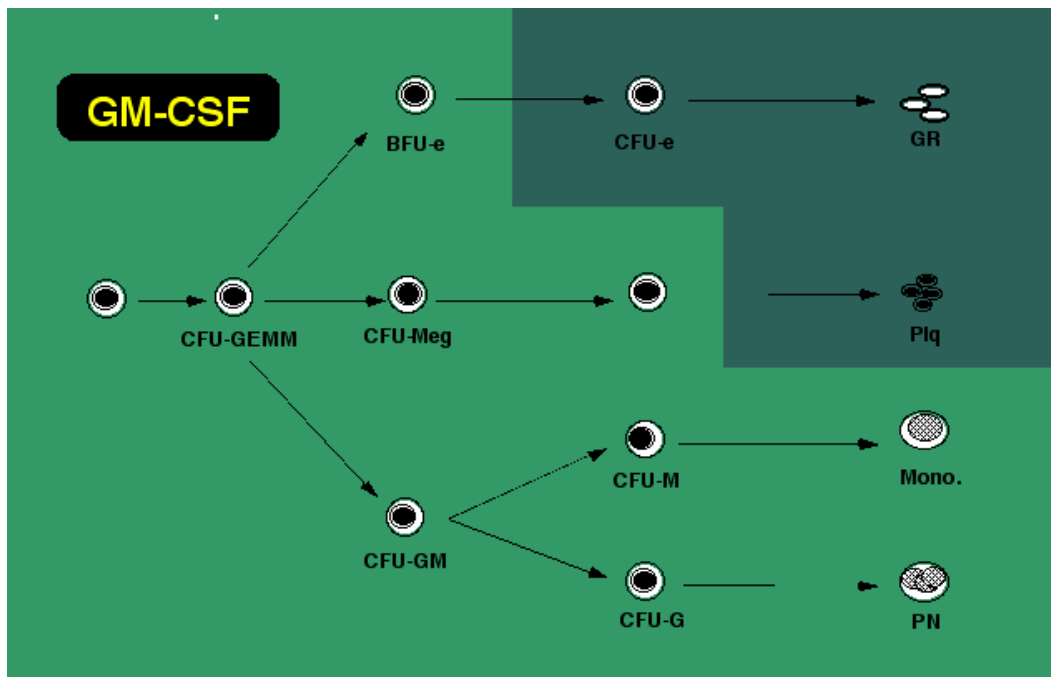 GM-CSF
BFU-e
CFU-e
GR
CFU-GEMM
CFU-Meg
Plq
CFU-M
Mono.
CFU-GM
CFU-G
PN